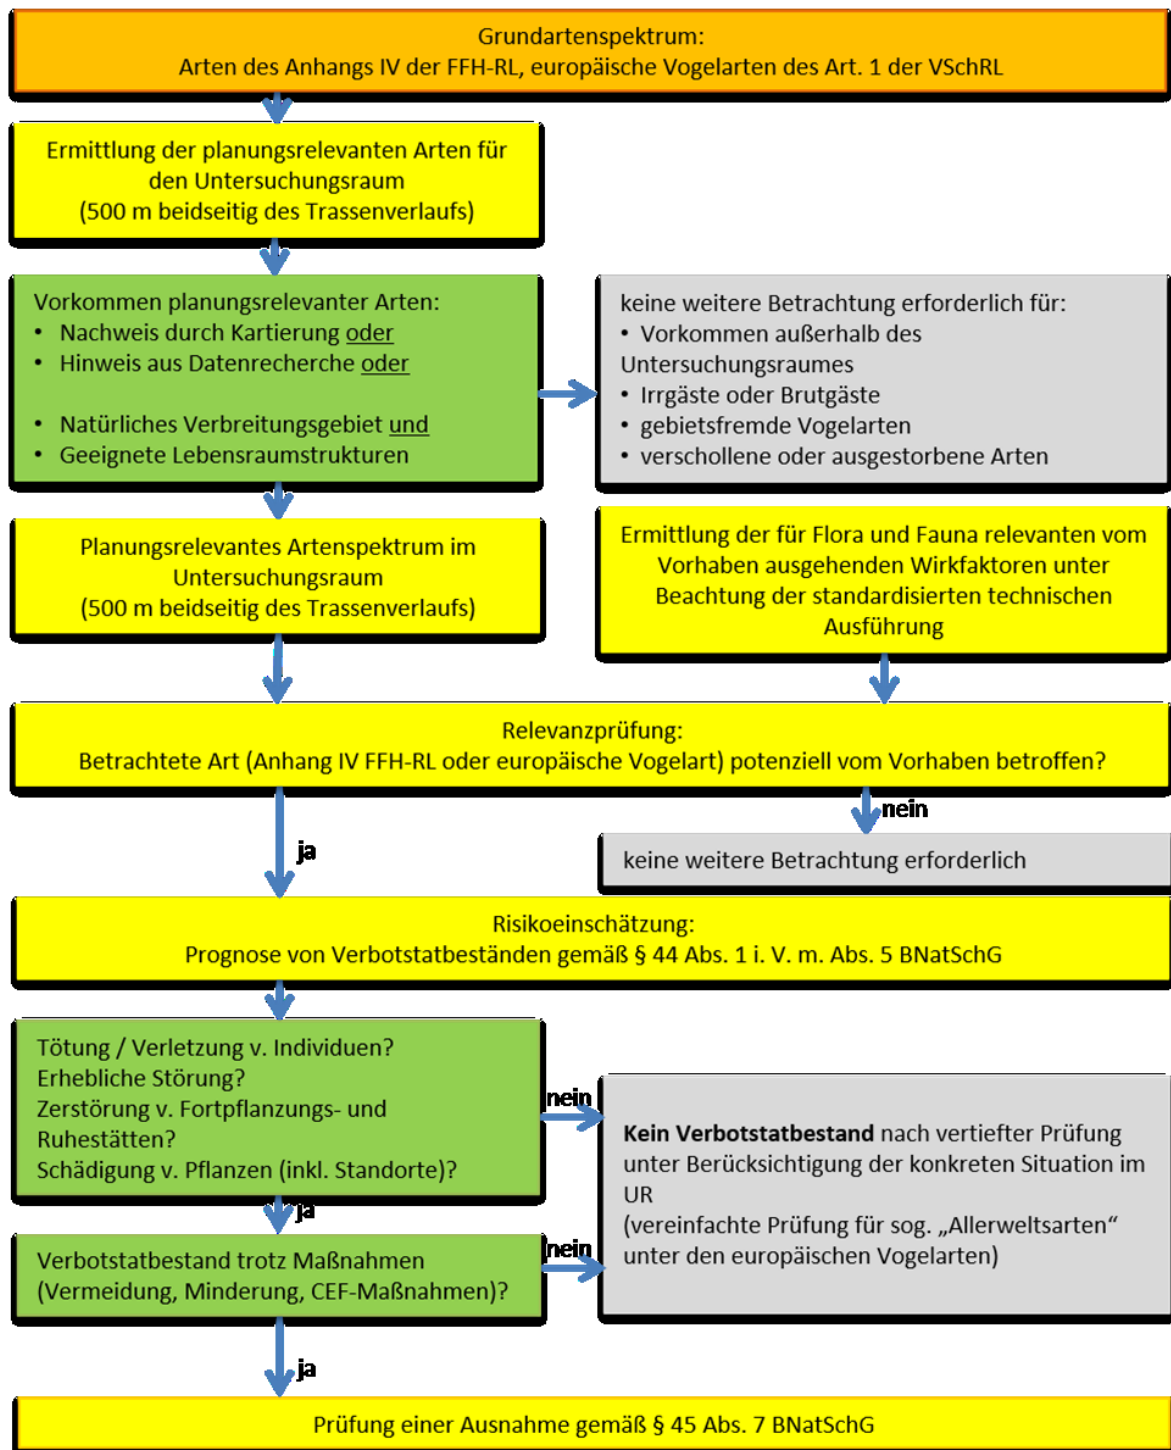 Grundartenspektrum:
Arten des Anhangs IV der FFH-RL, europäische Vogelarten des Art. 1 der VSchRL
Ermittlung der planungsrelevanten Arten für
den Untersuchungsraum
(500 m beidseitig des Trassenverlaufs)
Vorkommen planungsrelevanter Arten:
• Nachweis durch Kartierung oder
• Hinweis aus Datenrecherche oder
• Natürliches Verbreitungsgebiet und
• Geeignete Lebensraumstrukturen
keine weitere Betrachtung erforderlich für:
• Vorkommen außerhalb des
Untersuchungsraumes
• Irrgäste oder Brutgäste
• gebietsfremde Vogelarten
• verschollene oder ausgestorbene Arten
Planungsrelevantes Artenspektrum im
Untersuchungsraum
(500 m beidseitig des Trassenverlaufs)
Ermittlung der für Flora und Fauna relevanten vom
Vorhaben ausgehenden Wirkfaktoren unter
Beachtung der standardisierten technischen
Ausführung
Relevanzprüfung:
Betrachtete Art (Anhang IV FFH-RL oder europäische Vogelart) potenziell vom Vorhaben betroffen?
nein
ja
keine weitere Betrachtung erforderlich
Risikoeinschätzung:
Prognose von Verbotstatbeständen gemäß § 44 Abs. 1 i. V. m. Abs. 5 BNatSchG
Tötung / Verletzung v. Individuen?
Erhebliche Störung?
Zerstörung v. Fortpflanzungs- und
Ruhestätten?
Schädigung v. Pflanzen (inkl. Standorte)?
nein
ja
Kein Verbotstatbestand nach vertiefter Prüfung
unter Berücksichtigung der konkreten Situation im
UR
(vereinfachte Prüfung für sog. „Allerweltsarten“
unter den europäischen Vogelarten)
Verbotstatbestand trotz Maßnahmen
(Vermeidung, Minderung, CEF-Maßnahmen)?
nein
ja
Prüfung einer Ausnahme gemäß § 45 Abs. 7 BNatSchG